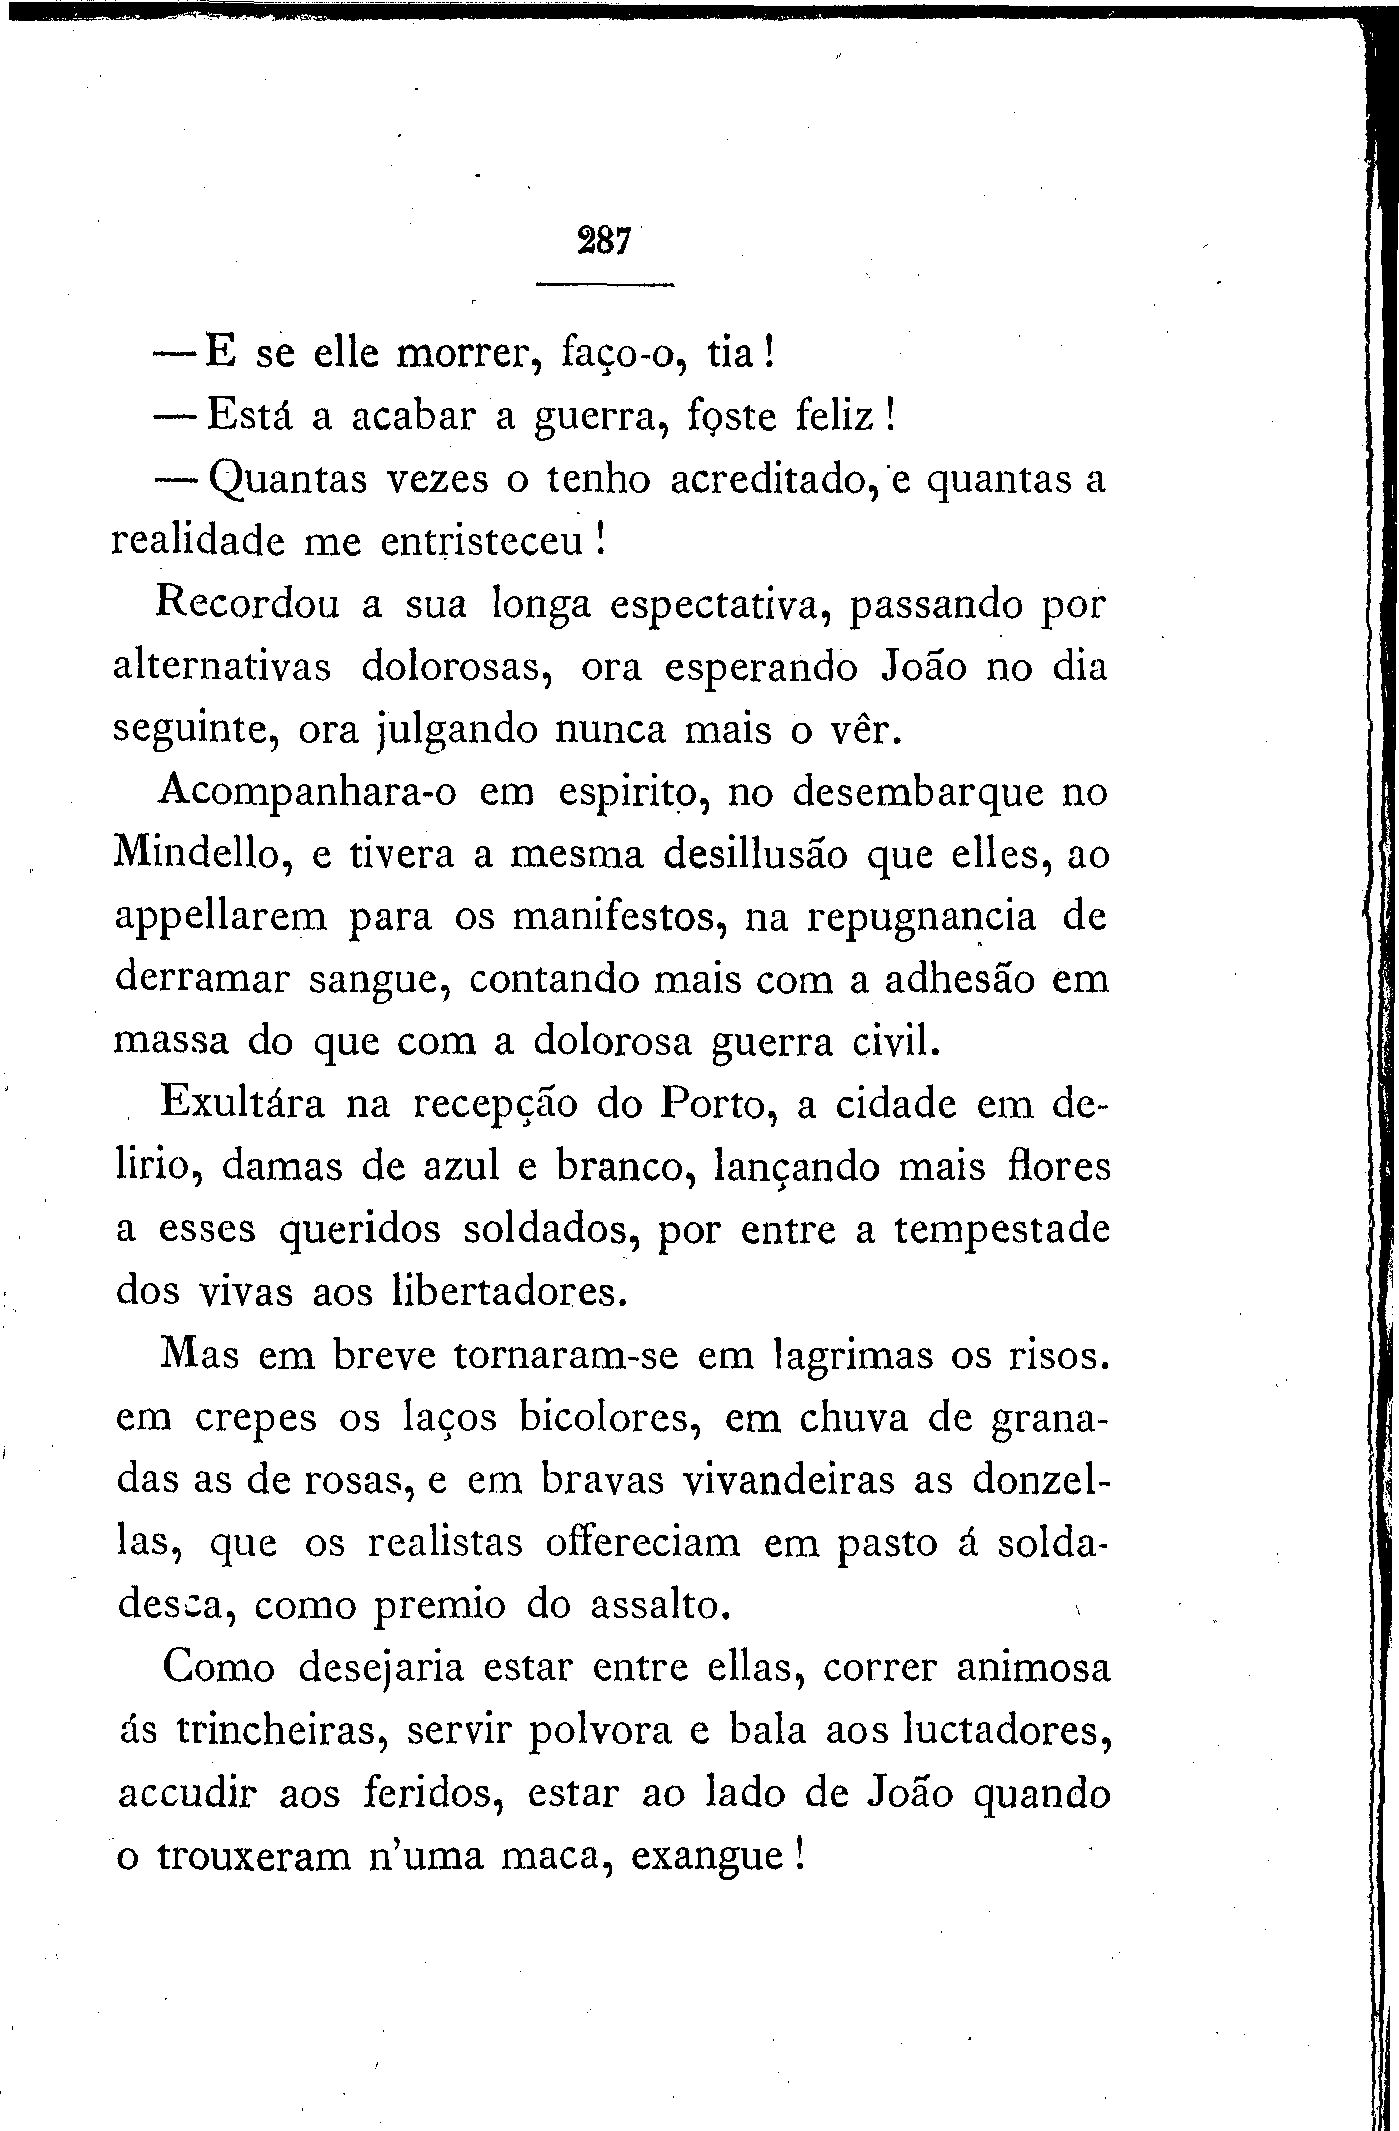 287
— E se elle morrer, faço-o, tia!
— Está a acabar a guerra, foste feliz!
— Quantas vezes o tenho acreditado, e quantas a
realidade me entristeceu!
Recordou a sua longa espectativa, passando por
alternativas dolorosas, ora esperando João no dia
seguinte, ora julgando nunca mais o vêr.
Acompanhara-o em espirito, no desembarque no
Mindello, e tivera a mesma desillusão que elles, ao
appellarem para os manifestos, na repugnancia de
derramar sangue, contando mais com a adhesão em
massa do que com a dolorosa guerra civil.
Exultára na recepção do Porto, a cidade em de-
lirio, damas de azul e branco, lançando mais flores
a esses queridos soldados, por entre a tempestade
dos vivas aos libertadores.
Mas em breve tornaram-se em lagrimas os risos.
em crepes os laços bicolores, em chuva de grana-
das as de rosas, e em bravas vivandeiras as donzel-
las, que os realistas offereciam em pasto á solda-
desca, como premio do assalto.
Como desejaria estar entre ellas, correr animosa
ás trincheiras, servir polvora e bala aos luctadores,
accudir aos feridos, estar ao lado de João quando
o trouxeram n'uma maca, exangue!